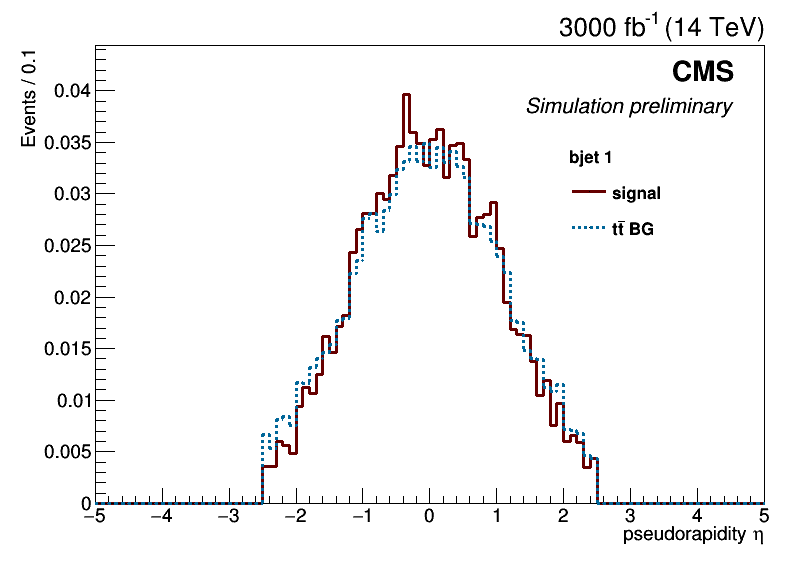 3000 fb⁻¹ (14 TeV)
CMS
Simulation preliminary
bjet 1
signal
tt̄ BG
Events / 0.1
0.04
0.035
0.03
0.025
0.02
0.015
0.01
0.005
0
−5 −4 −3 −2 −1 0 1 2 3 4 5
pseudorapidity η